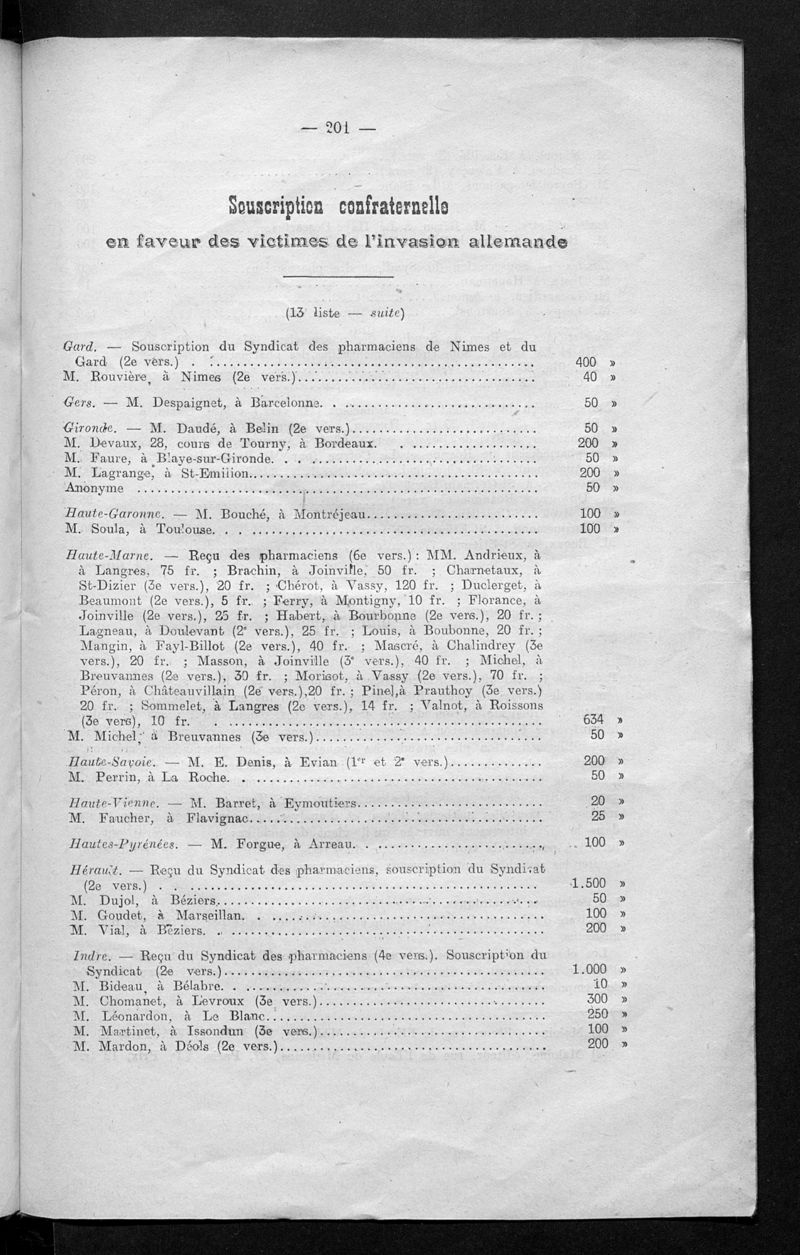 — 201 —
Souscription confraternelle
en faveur des victimes de l'invasion allemande
(13e liste — suite)
Gard. — Souscription du Syndicat des pharmaciens de Nimes et du
Gard (2e vers.) . . . . . . . . . . 400 »
M. Rouvière, à Nimes (2e vers.) . . . . . . . . . . 40 »
Gers. — M. Despaignet, à Barcelonne. . . . . . . . . . . 50 »
Gironde. — M. Daudé, à Belin (2e vers.) . . . . . . . . . . 50 »
M. Devaux, 28, cours de Tourny, à Bordeaux. . . . . . . . . . . 200 »
M. Faure, à Blaye-sur-Gironde. . . . . . . . . . . 50 »
M. Lagrange, à St-Emilion . . . . . . . . . . 200 »
Anonyme . . . . . . . . . . 50 »
Haute-Garonne. — M. Bouché, à Montréjeau . . . . . . . . . . 100 »
M. Soula, à Toulouse. . . . . . . . . . . 100 »
Haute-Marne. — Reçu des pharmaciens (6e vers.) : MM. Andrieux, à
à Langres, 75 fr. ; Brachin, à Joinville, 50 fr. ; Charnetaux, à
St-Dizier (3e vers.), 20 fr. ; Chérot, à Vassy, 120 fr. ; Duclerget, à
Beaumont (2e vers.), 5 fr. ; Ferry, à Montigny, 10 fr. ; Florance, à
Joinville (2e vers.), 25 fr. ; Habert, à Bourbonne (2e vers.), 20 fr. ;
Lagneau, à Doulevant (2e vers.), 25 fr. ; Louis, à Boubonne, 20 fr. ;
Mangin, à Fayl-Billot (2e vers.), 40 fr. ; Mascré, à Chalindrey (3e
vers.), 20 fr. ; Masson, à Joinville (3e vers.), 40 fr. ; Michel, à
Breuvannes (2e vers.), 30 fr. ; Morisot, à Vassy (2e vers.), 70 fr. ;
Péron, à Châteauvillain (2e vers.),20 fr. ; Pinel,à Prauthoy (3e vers.)
20 fr. ; Sommelet, à Langres (2e vers.), 14 fr. ; Valnot, à Roissons
(3e vers), 10 fr. . . . . . . . . . . 634 »
M. Michel, à Breuvannes (3e vers.) . . . . . . . . . . 50 »
Haute-Savoie. — M. E. Denis, à Evian (1er et 2e vers.) . . . . . . . . . . 200 »
M. Perrin, à La Roche. . . . . . . . . . . 50 »
Haute-Vienne. — M. Barret, à Eymoutiers . . . . . . . . . . 20 »
M. Faucher, à Flavignac . . . . . . . . . . 25 »
Hautes-Pyrénées. — M. Forgue, à Arreau. . . . . . . . . . . 100 »
Hérault. — Reçu du Syndicat des pharmaciens, souscription du Syndicat
(2e vers.) . . . . . . . . . . 1.500 »
M. Dujol, à Béziers . . . . . . . . . . 50 »
M. Goudet, à Marseillan. . . . . . . . . . . 100 »
M. Vial, à Béziers. . . . . . . . . . . 200 »
Indre. — Reçu du Syndicat des pharmaciens (4e vers.). Souscription du
Syndicat (2e vers.) . . . . . . . . . . 1.000 »
M. Bideau, à Bélabre. . . . . . . . . . . 10 »
M. Chomanet, à Levroux (3e vers.) . . . . . . . . . . 300 »
M. Léonardon, à Le Blanc . . . . . . . . . . 250 »
M. Martinet, à Issondun (3e vers.) . . . . . . . . . . 100 »
M. Mardon, à Déols (2e vers.) . . . . . . . . . . 200 »